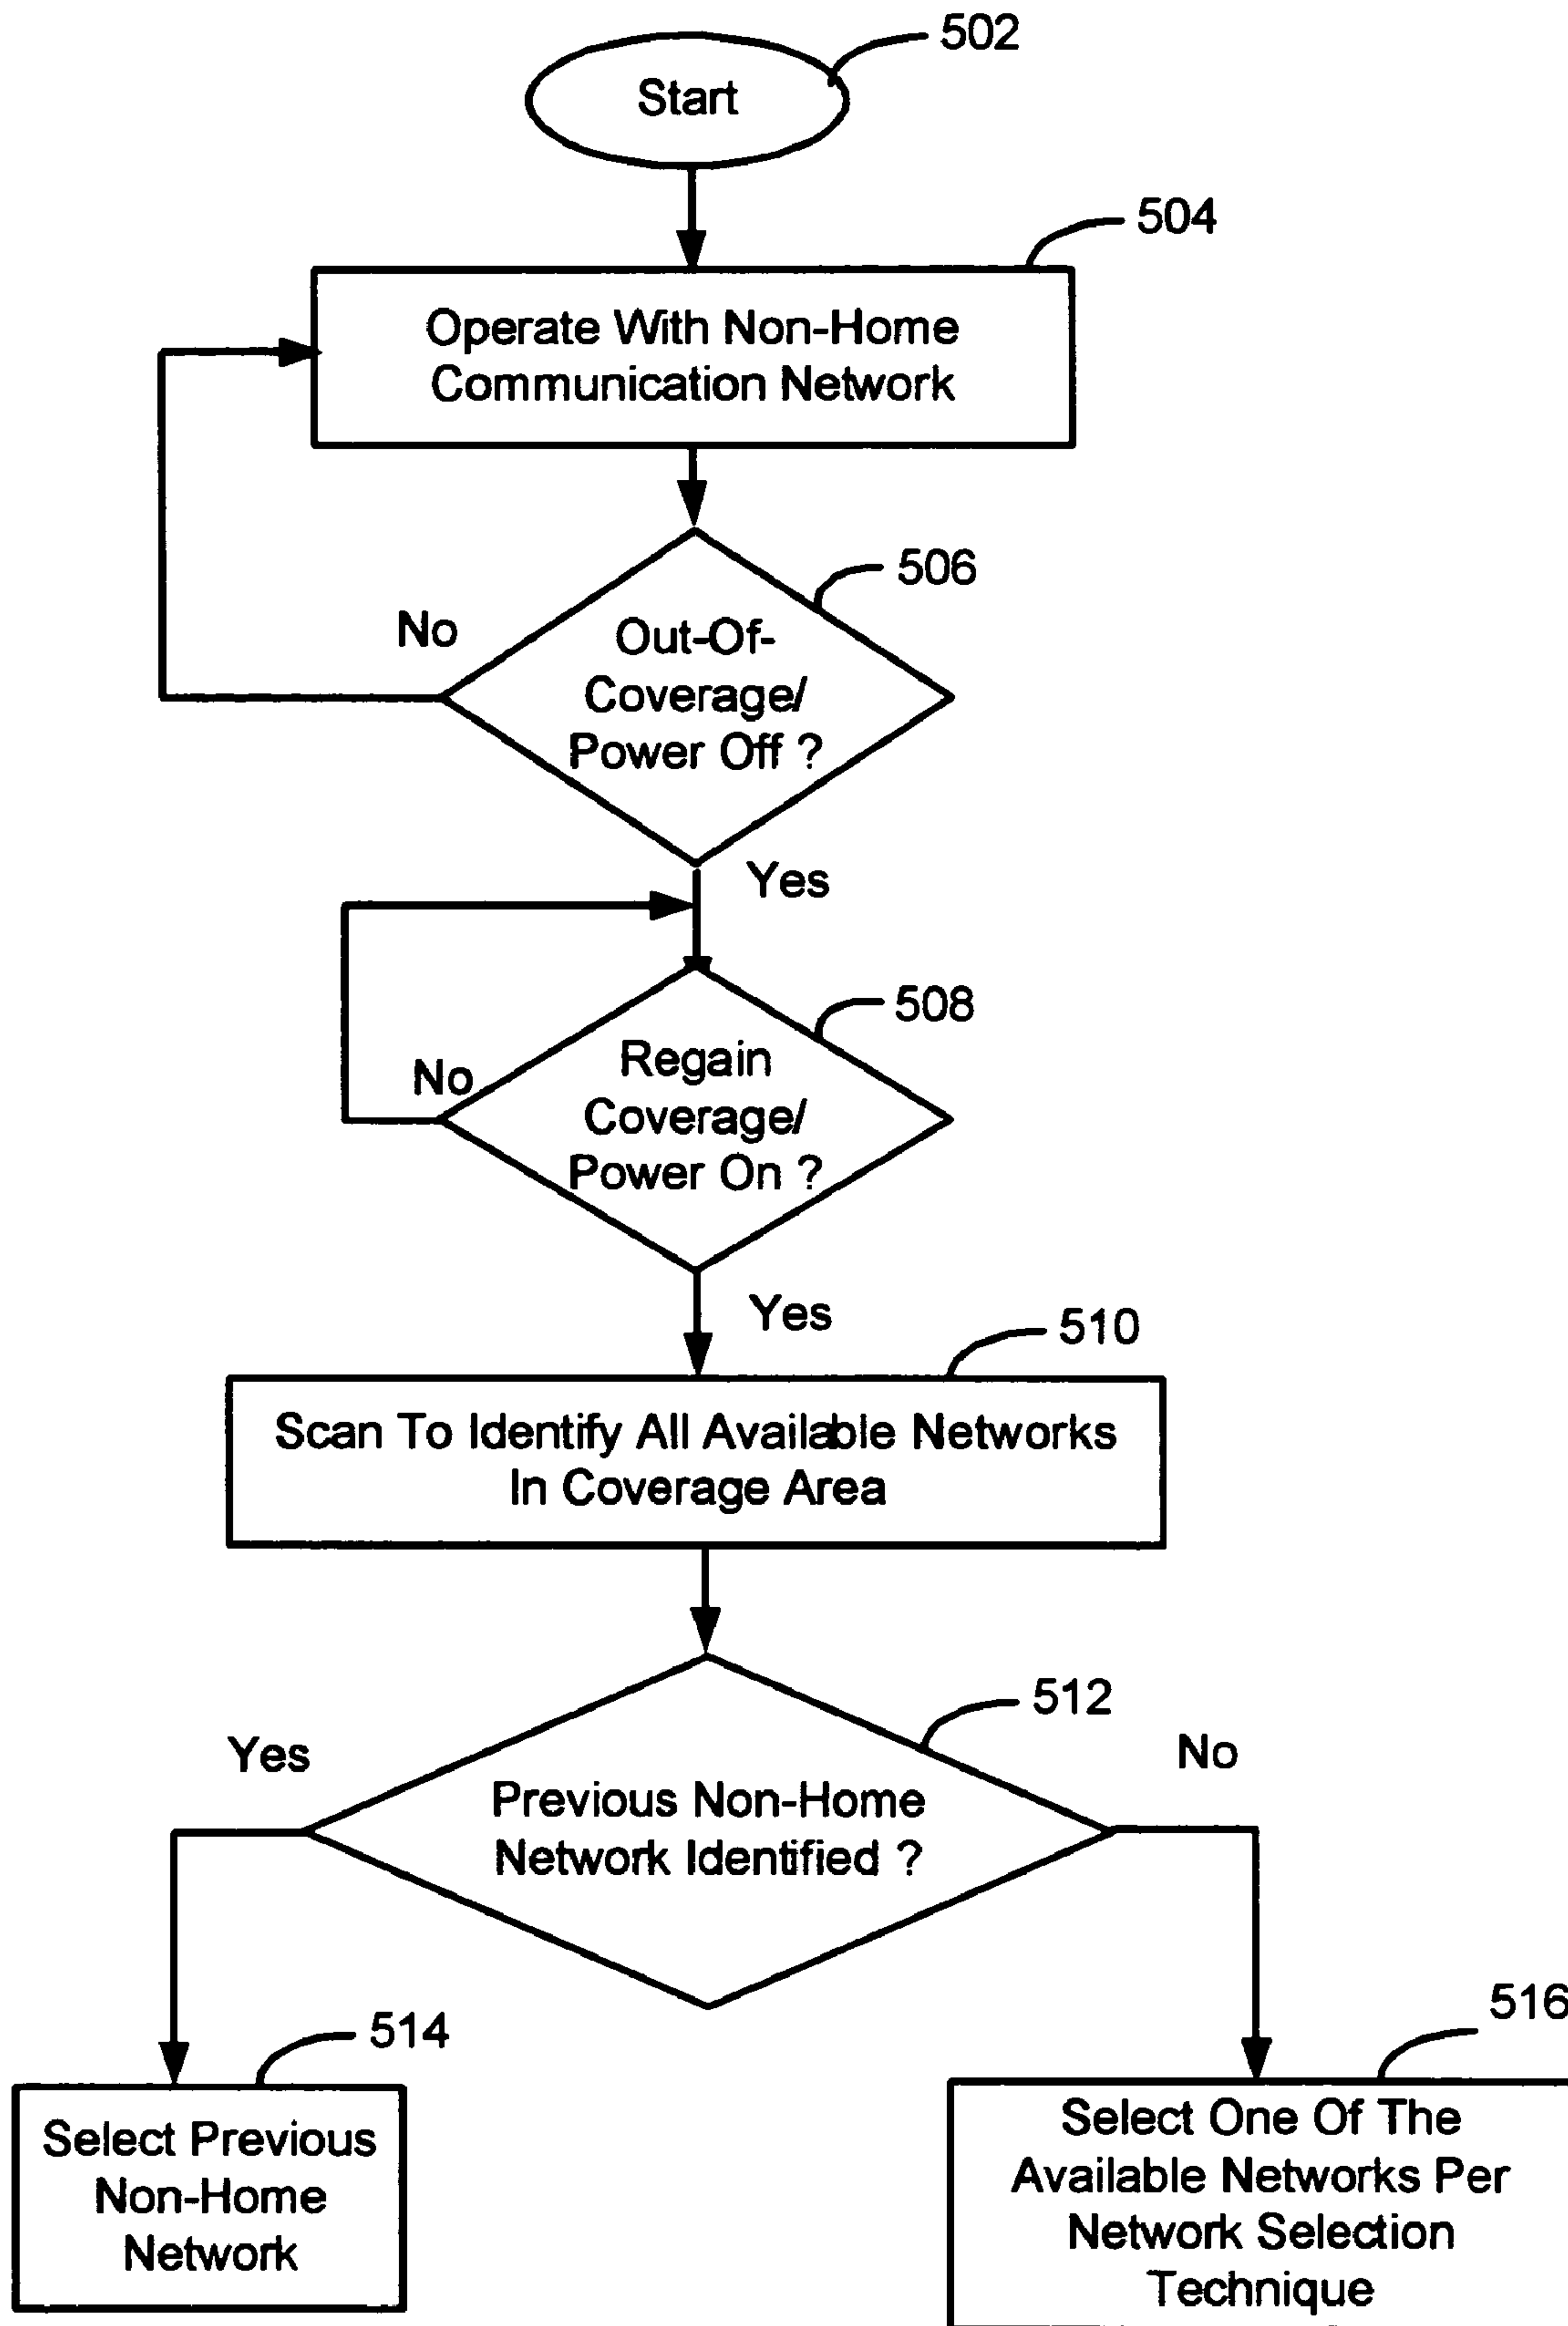 502
Start
504
Operate With Non-Home
Communication Network
506
No
Out-Of-
Coverage/
Power Off ?
Yes
508
No
Regain
Coverage/
Power On ?
Yes
510
Scan To Identify All Available Networks
In Coverage Area
512
Yes
No
Previous Non-Home
Network Identified ?
514
516
Select Previous
Non-Home
Network
Select One Of The
Available Networks Per
Network Selection
Technique